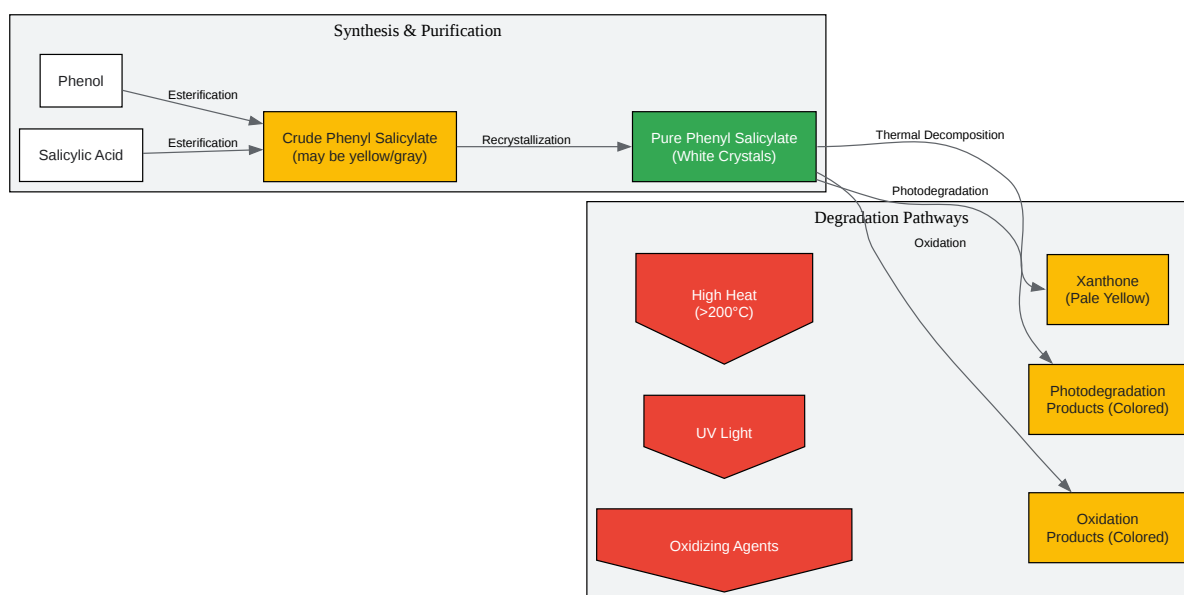 Synthesis & Purification
Phenol
Esterification
Salicylic Acid
Esterification
Crude Phenyl Salicylate
(may be yellow/gray)
Recrystallization
Pure Phenyl Salicylate
(White Crystals)
Thermal Decomposition
Photodegradation
Oxidation
Degradation Pathways
High Heat
(>200°C)
UV Light
Oxidizing Agents
Xanthone
(Pale Yellow)
Photodegradation
Products (Colored)
Oxidation
Products (Colored)